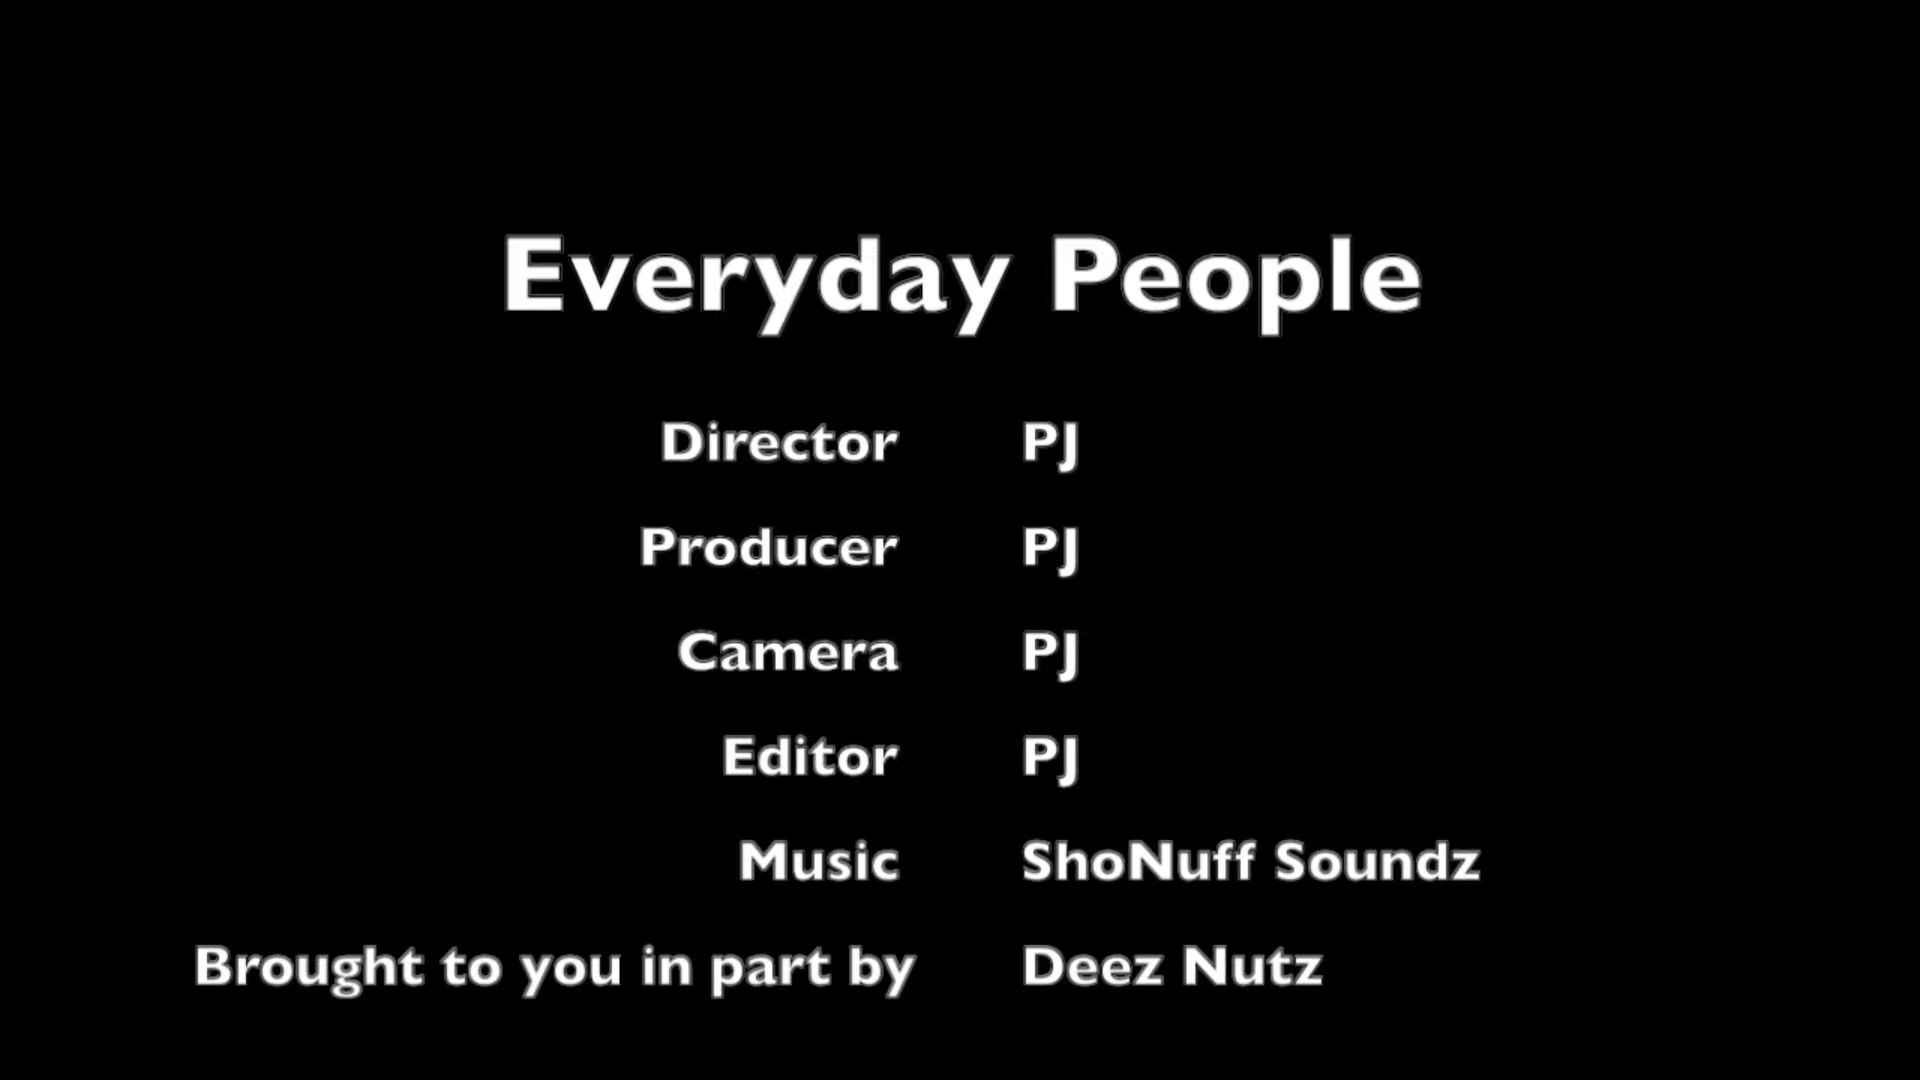 Everyday People
Director PJ
Producer PJ
Camera PJ
Editor PJ
Music ShoNuff Soundz
Brought to you in part by Deez Nutz